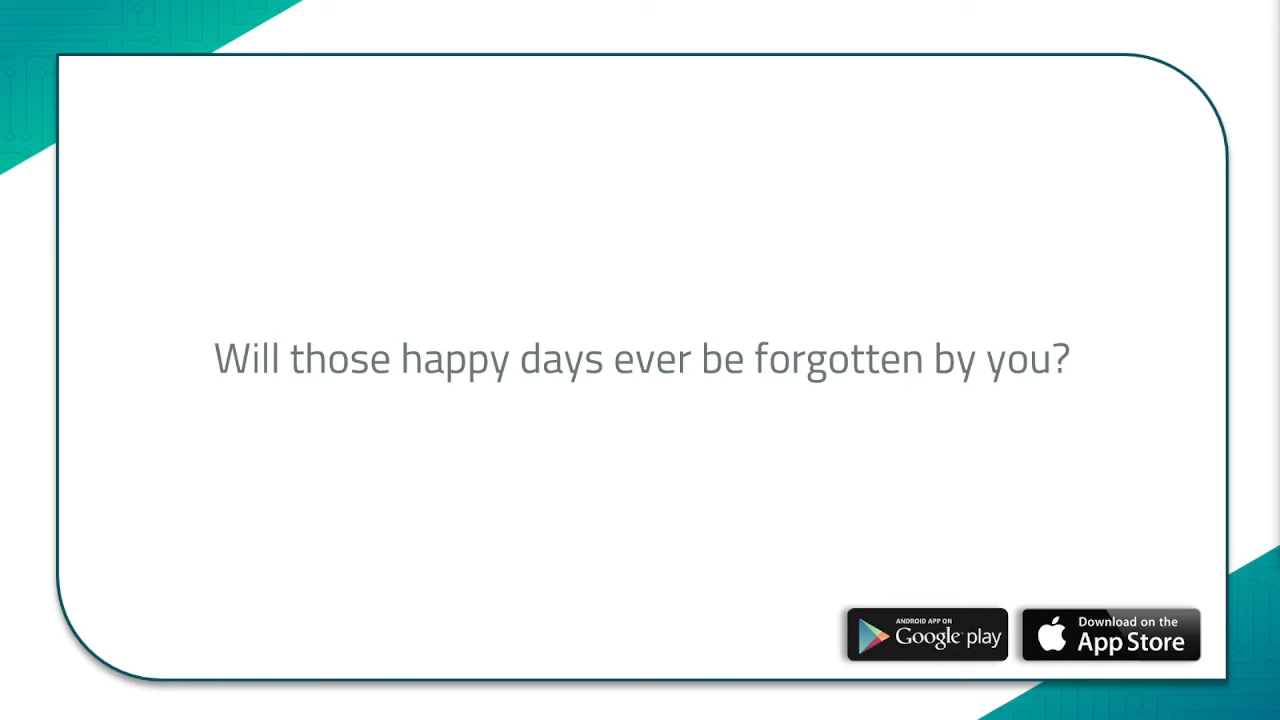 Will those happy days ever be forgotten by you?
ANDROID APP ON
Google play
Download on the
App Store